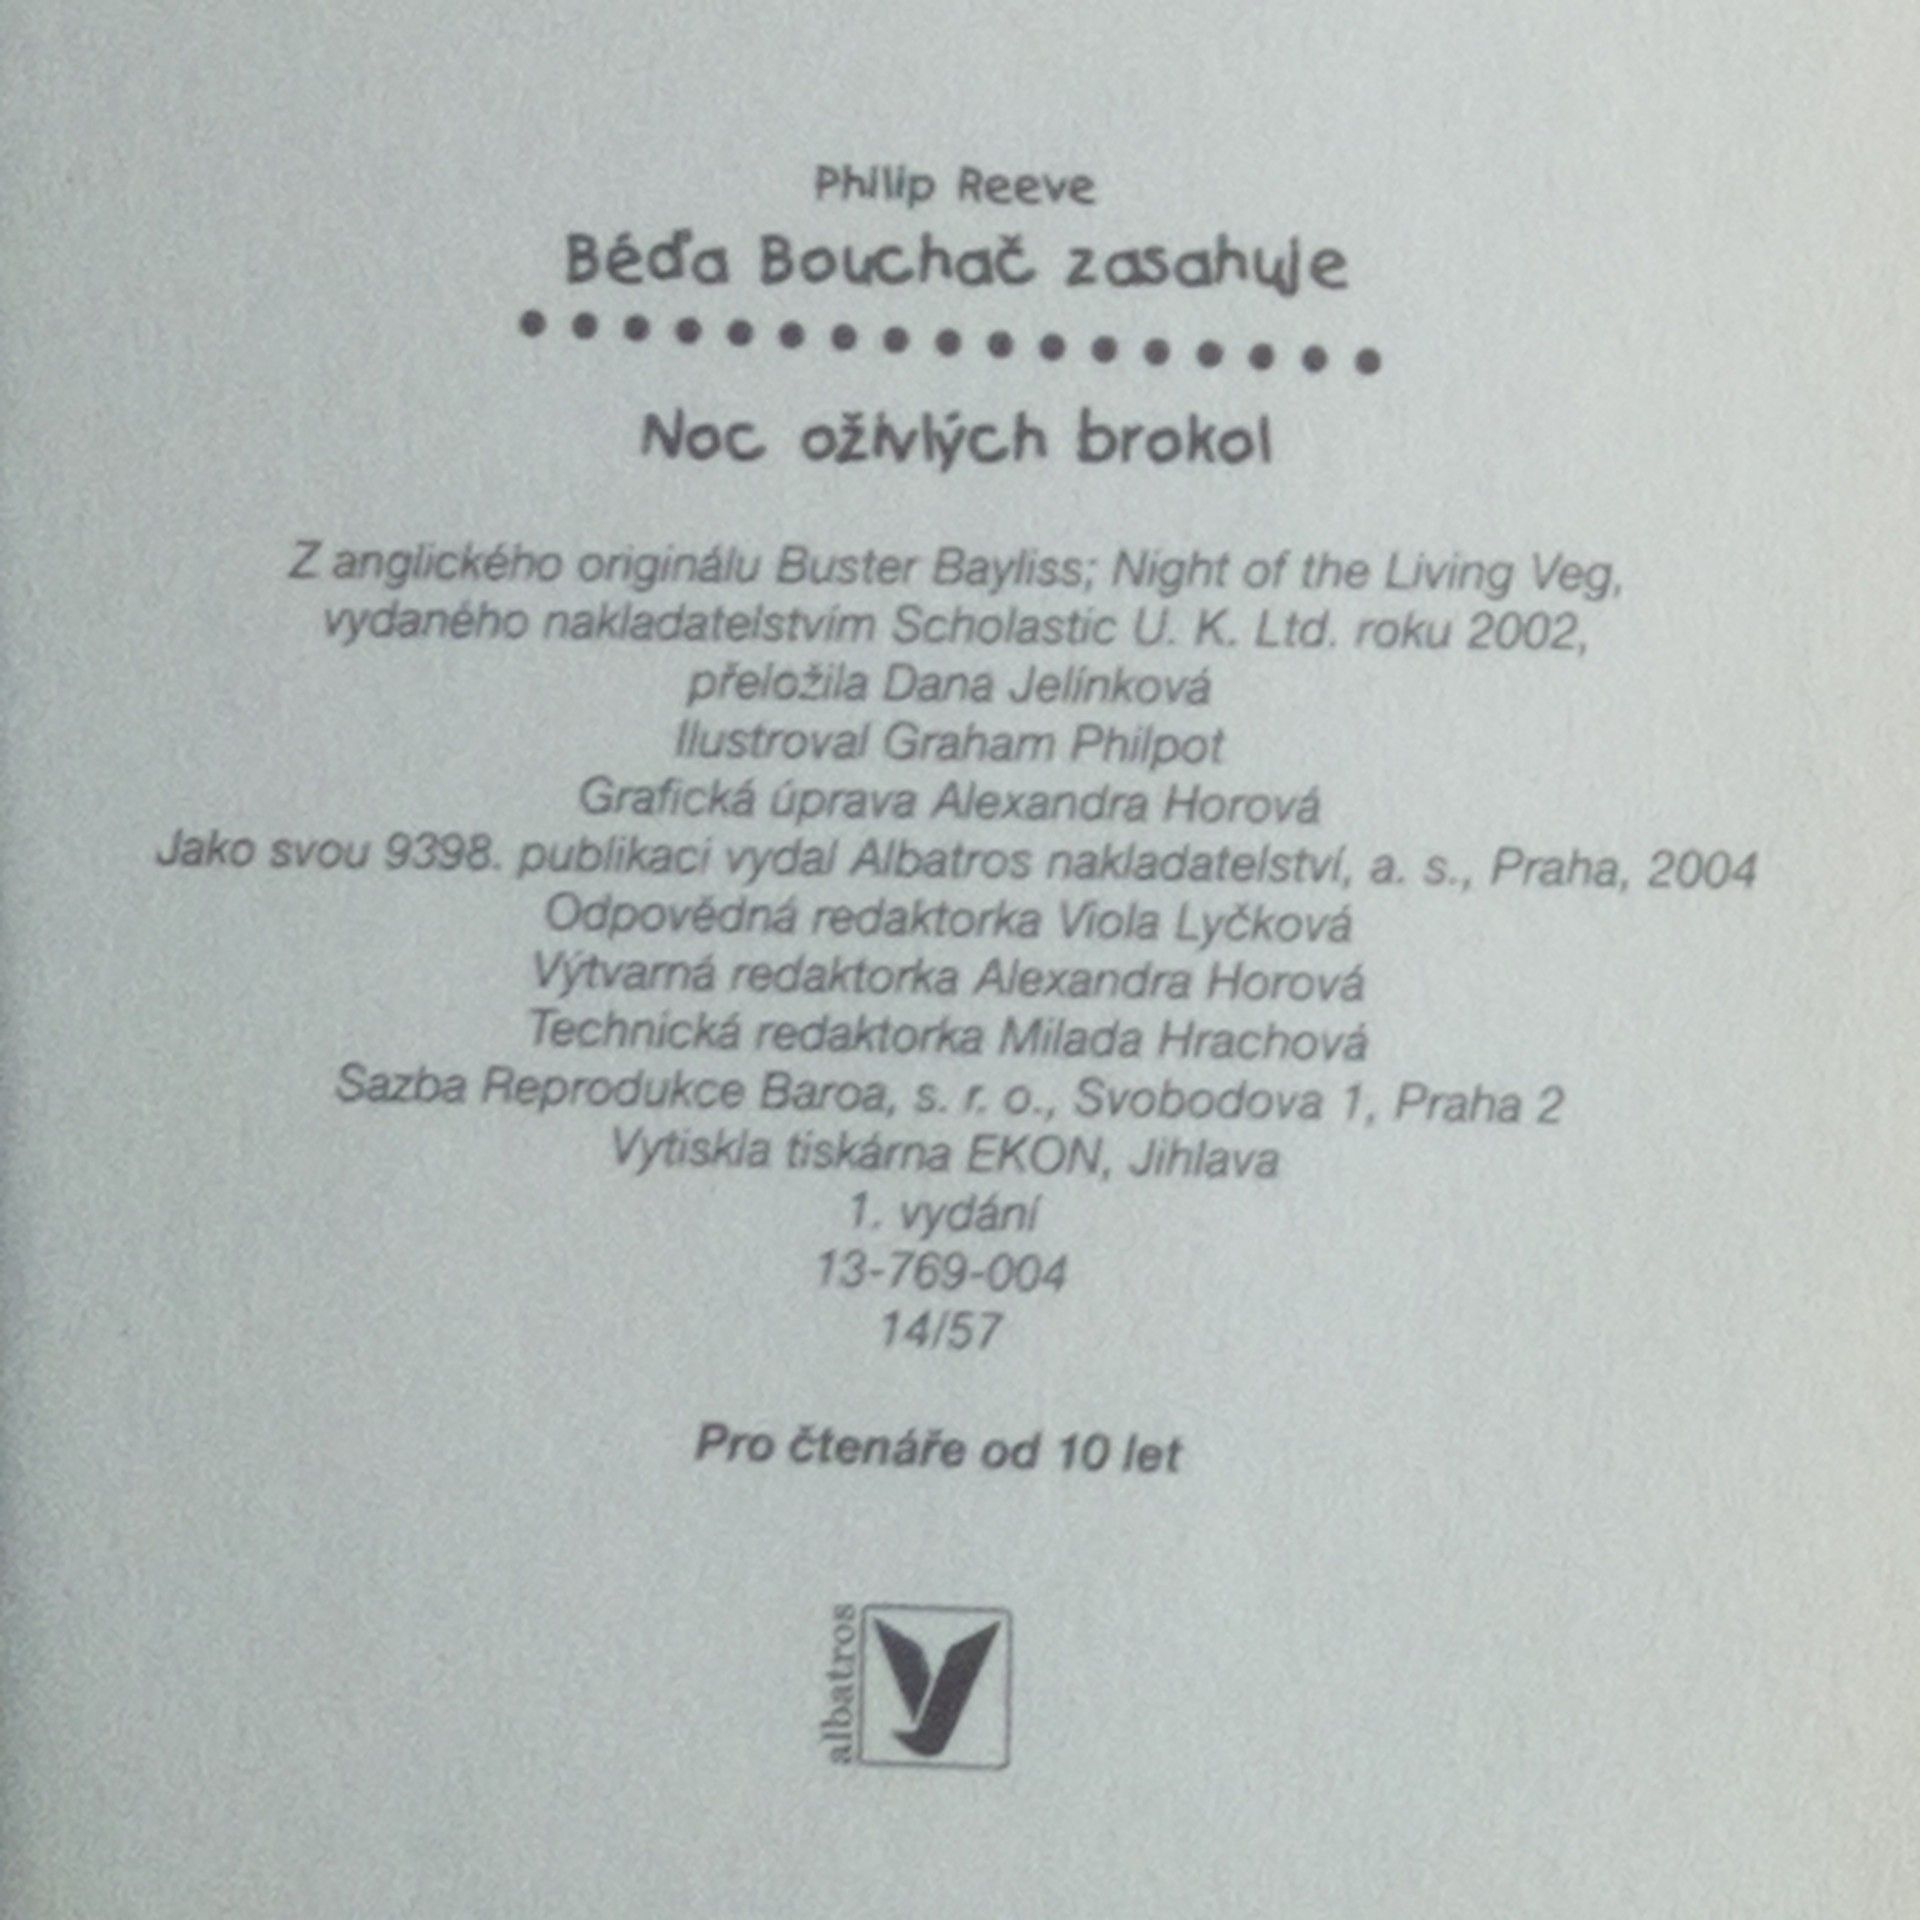 Philip Reeve
Béďa Bouchač zasahuje
Noc oživlých brokol
Z anglického originálu Buster Bayliss; Night of the Living Veg,
vydaného nakladatelstvím Scholastic U. K. Ltd. roku 2002,
přeložila Dana Jelínková
Ilustroval Graham Philpot
Grafická úprava Alexandra Horová
Jako svou 9398. publikaci vydal Albatros nakladatelství, a. s., Praha, 2004
Odpovědná redaktorka Viola Lyčková
Výtvarná redaktorka Alexandra Horová
Technická redaktorka Milada Hrachová
Sazba Reprodukce Baroa, s. r. o., Svobodova 1, Praha 2
Vytiskla tiskárna EKON, Jihlava
1. vydání
13-769-004
14/57
Pro čtenáře od 10 let
albatros